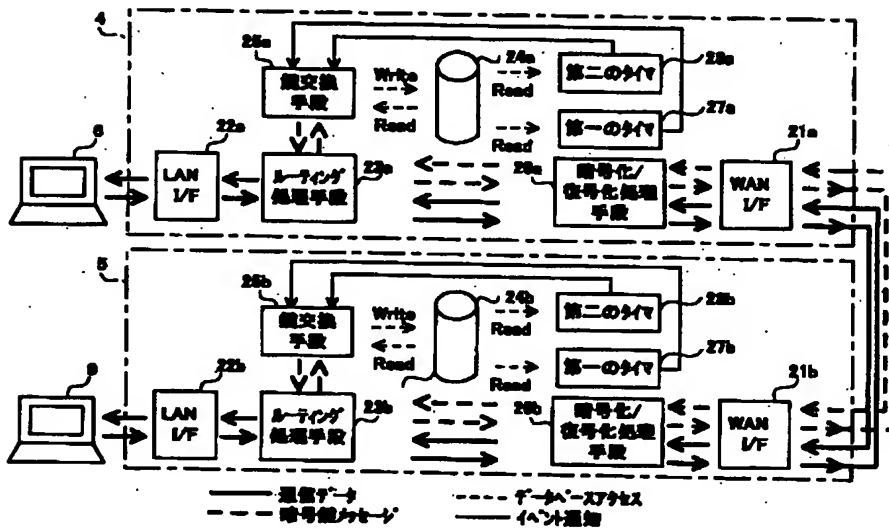 4
25a
24a
28a
鍵交換
手段
Write
Read
Read
第二のタイマ
27a
第一のタイマ
Read
6
22a
21a
LAN
I/F
ルーティング
処理手段
23a
26a
暗号化/
復号化処理
手段
WAN
I/F
5
25b
24b
28b
鍵交換
手段
Write
Read
Read
第二のタイマ
27b
第一のタイマ
Read
9
22b
21b
LAN
I/F
ルーティング
処理手段
23b
26b
暗号化/
復号化処理
手段
WAN
I/F
通信データ
データベースアクセス
暗号鍵メッセージ
イベント通知